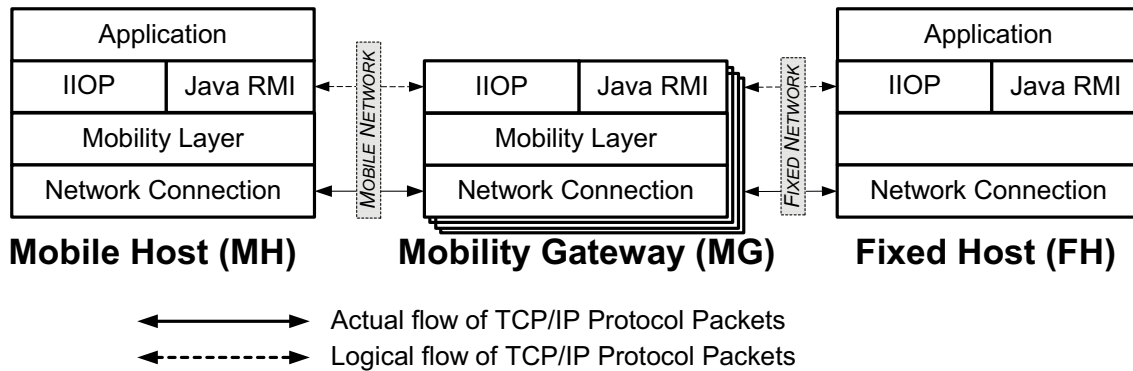 Application
IIOP
Java RMI
Mobility Layer
Network Connection
Mobile Host (MH)
MOBILE NETWORK
IIOP
Java RMI
Mobility Layer
Network Connection
Mobility Gateway (MG)
FIXED NETWORK
Application
IIOP
Java RMI
Network Connection
Fixed Host (FH)
Actual flow of TCP/IP Protocol Packets
Logical flow of TCP/IP Protocol Packets